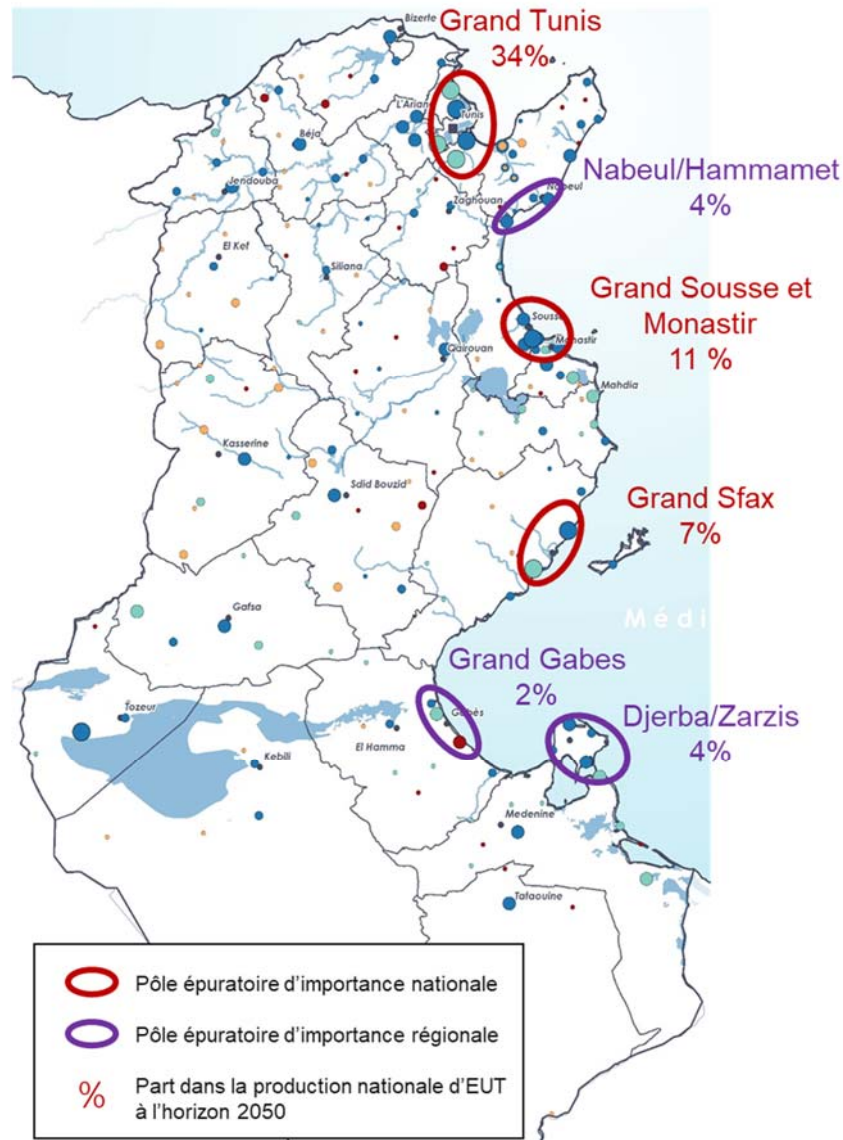 Grand Tunis
34%
Bizerte
L'Ariana
Tunis
Béja
Jendouba
Nabeul/Hammamet
4%
Nabeul
Zaghouan
El Kef
Siliana
Grand Sousse et
Monastir
11 %
Sousse
Monastir
Qairouan
Mahdia
Kasserine
Sdid Bouzid
Grand Sfax
7%
Gafsa
Médi
Grand Gabes
2%
Djerba/Zarzis
4%
Tozeur
Gabès
El Hamma
Kebili
Medenine
Tataouine
Pôle épuratoire d'importance nationale
Pôle épuratoire d'importance régionale
% Part dans la production nationale d'EUT
à l'horizon 2050